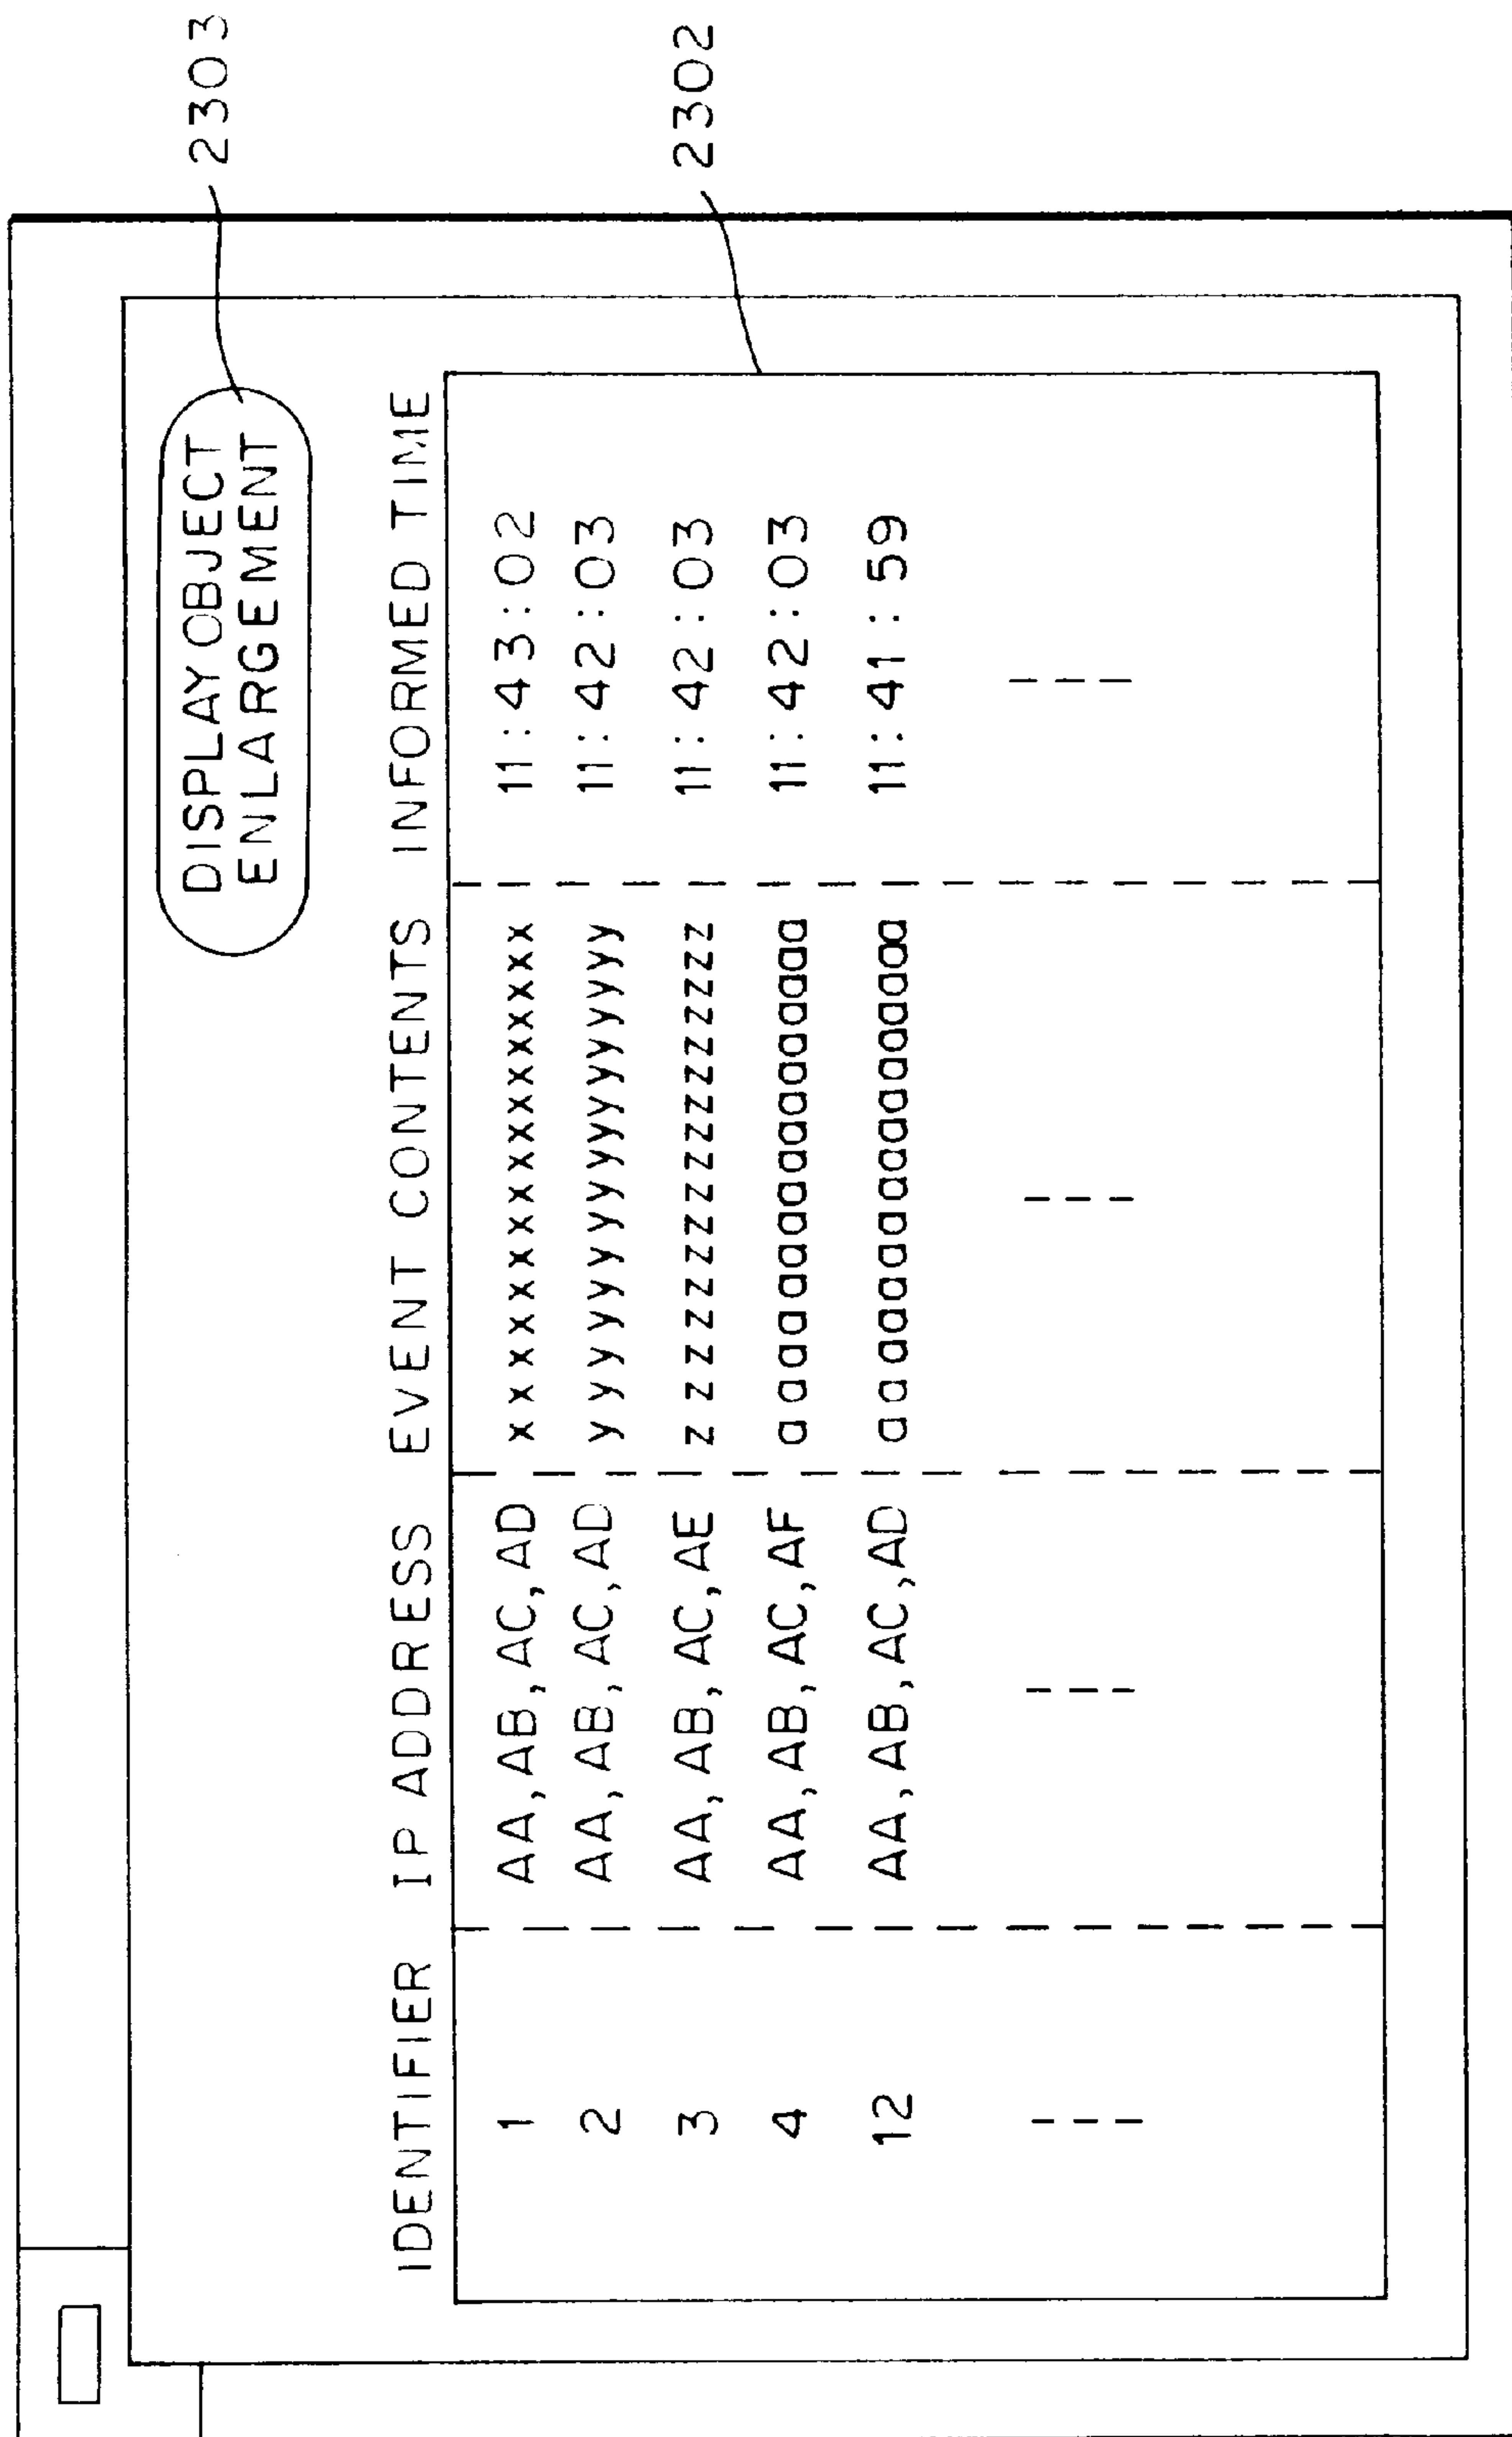 DISPLAY OBJECT
ENLARGEMENT
2303
IDENTIFIER IP ADDRESS EVENT CONTENTS INFORMED TIME
1 AA, AB, AC, AD xxxxxxxxxxxxxxxxx 11:43:02
2 AA, AB, AC, AD yyyyyyyyyyyyyyyyy 11:42:03
3 AA, AB, AC, AE zzzzzzzzzzzzzzzzz 11:42:03
2302
4 AA, AB, AC, AF aaaaaaaaaaaaaaaaa 11:42:03
12 AA, AB, AC, AD aaaaaaaaaaaaaaaaa 11:41:59
--- --- --- ---